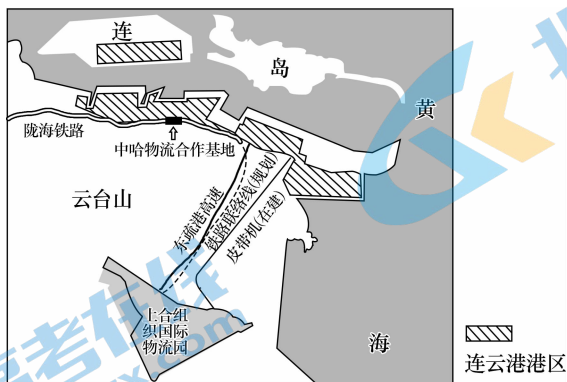 连
岛
黄
陇海铁路
中哈物流合作基地
云台山
东疏港高速
铁路联络线(规划)
皮带机(在建)
上合组
织国际
物流园
海
连云港港区